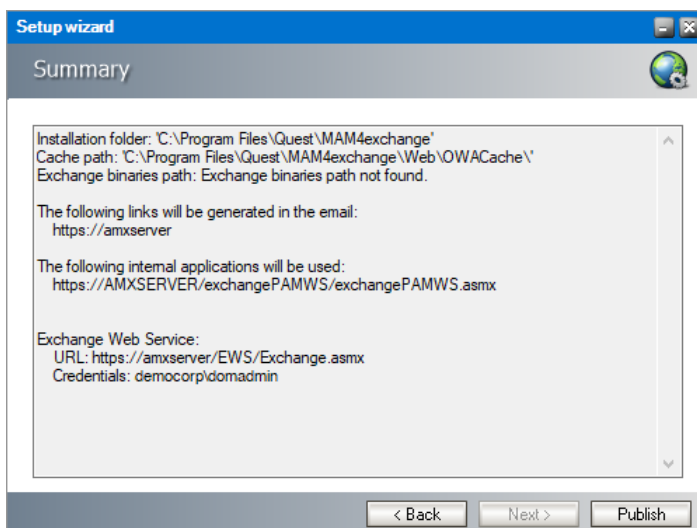 Setup wizard
Summary
Installation folder: 'C:\Program Files\Quest\MAM4exchange'
Cache path: 'C:\Program Files\Quest\MAM4exchange\Web\OWACache\'
Exchange binaries path: Exchange binaries path not found.
The following links will be generated in the email:
https://amxserver
The following internal applications will be used:
https://AMXSERVER/exchangePAMWS/exchangePAMWS.asmx
Exchange Web Service:
URL: https://amxserver/EWS/Exchange.asmx
Credentials: democorp\domadmin
< Back Next > Publish